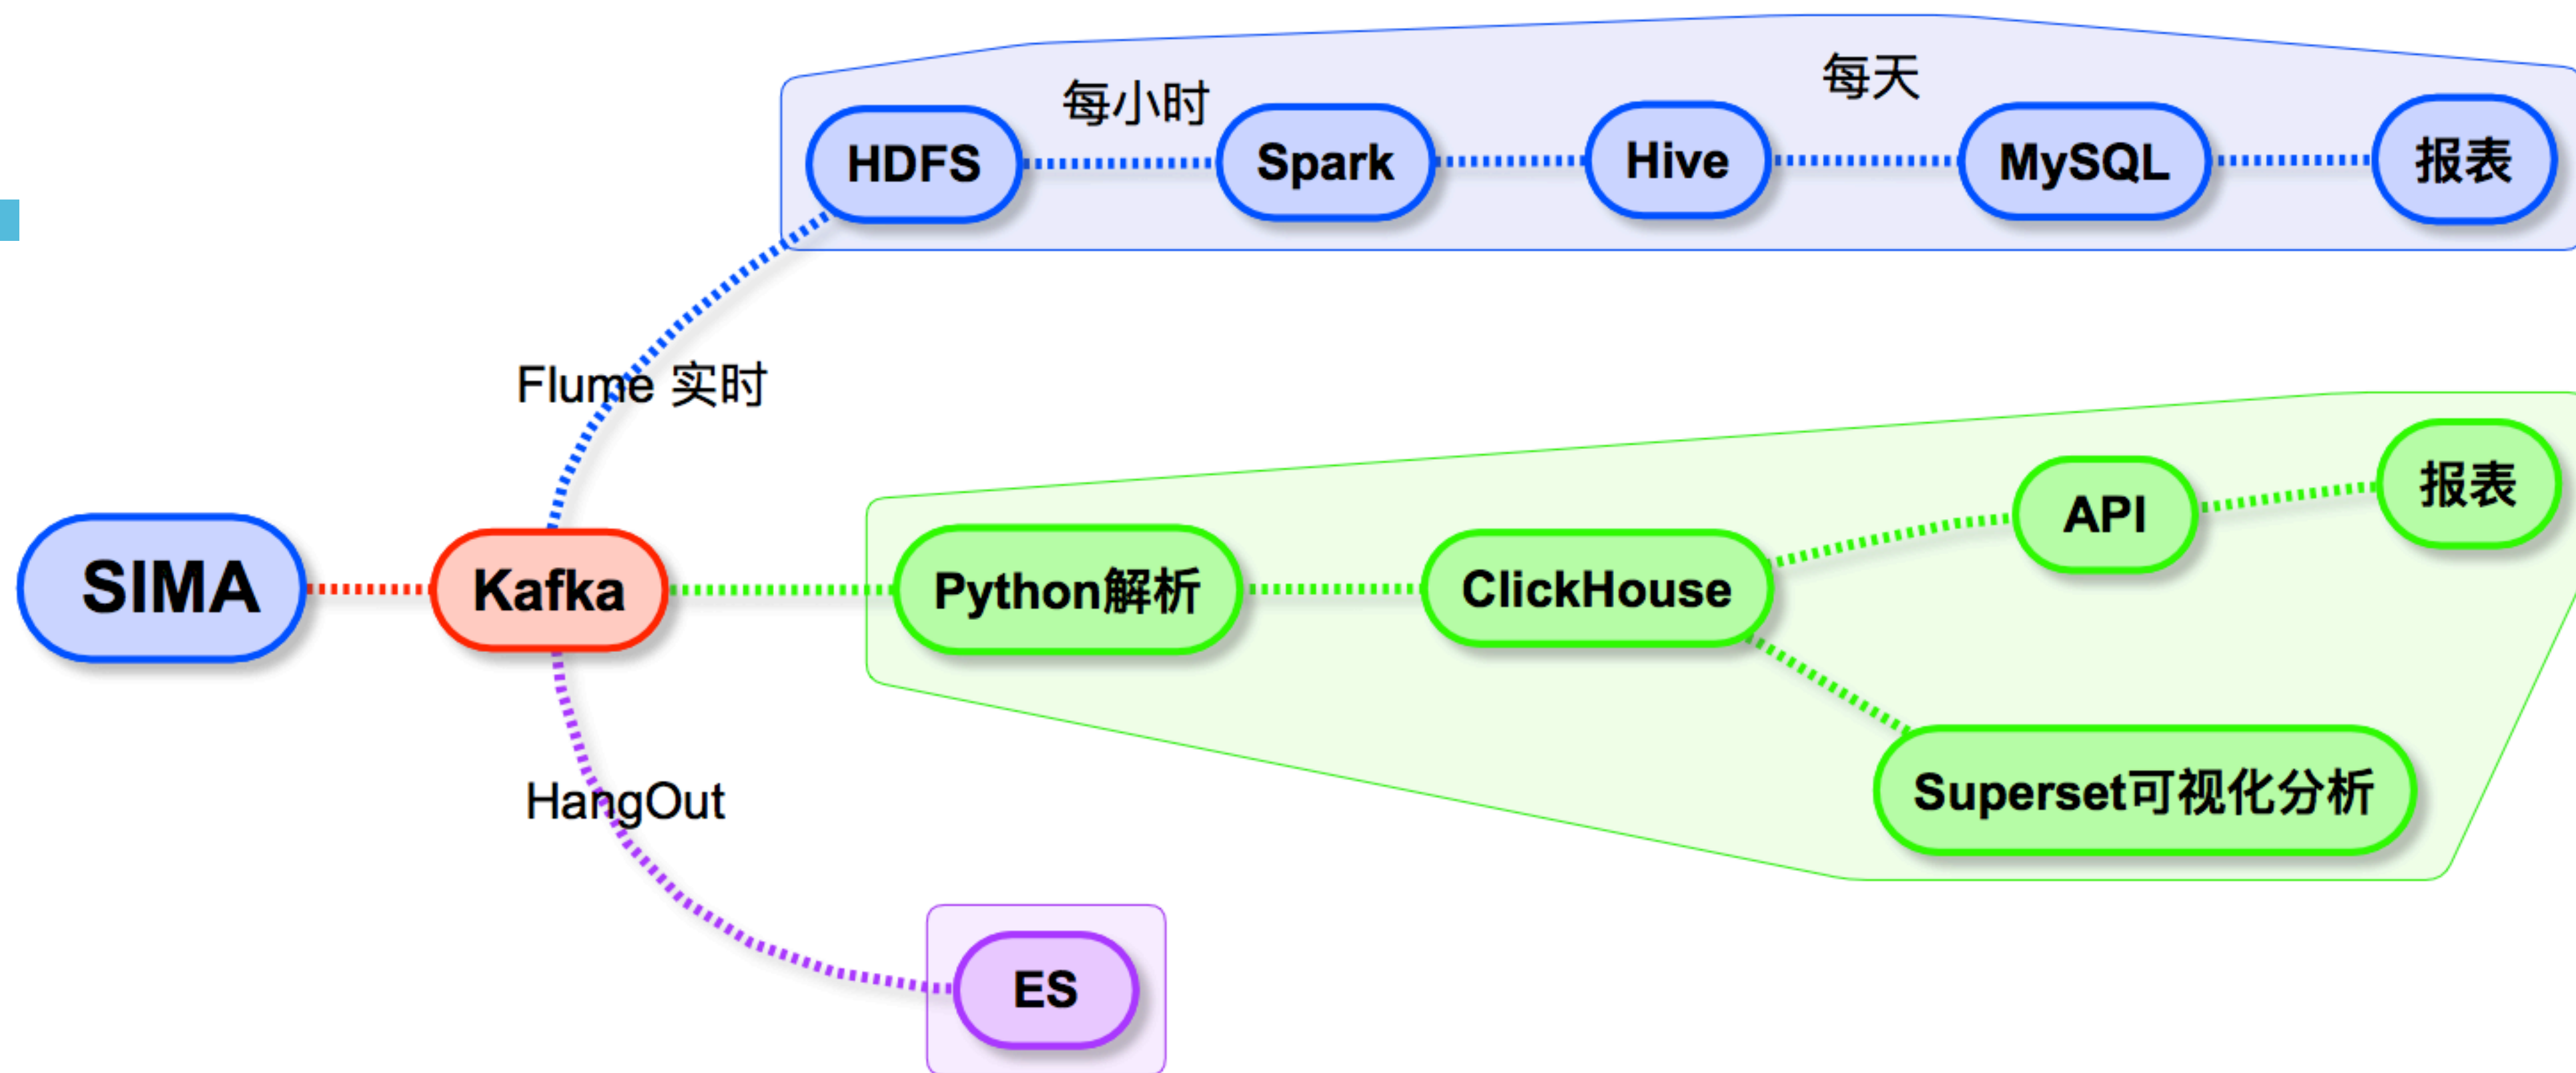 每小时
每天
HDFS
Spark
Hive
MySQL
报表
Flume 实时
SIMA
Kafka
Python解析
ClickHouse
API
报表
Superset可视化分析
HangOut
ES